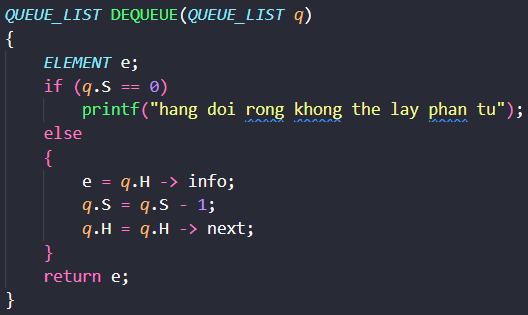 QUEUE_LIST DEQUEUE(QUEUE_LIST q)
{
    ELEMENT e;
    if (q.S == 0)
        printf("hang doi rong khong the lay phan tu");
    else
    {
        e = q.H -> info;
        q.S = q.S - 1;
        q.H = q.H -> next;
    }
    return e;
}